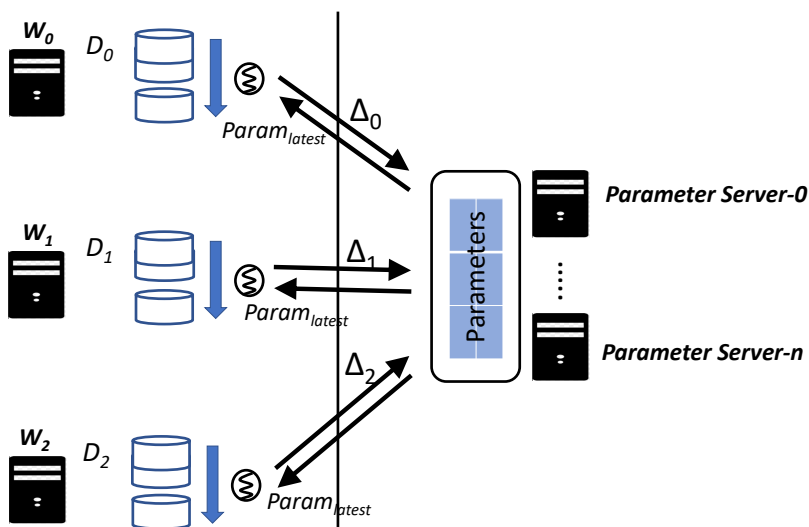 W0
D0
Δ0
Paramlatest
Parameter Server-0
W1
D1
Δ1
Paramlatest
Parameters
.....
Parameter Server-n
Δ2
W2
D2
Paramlatest